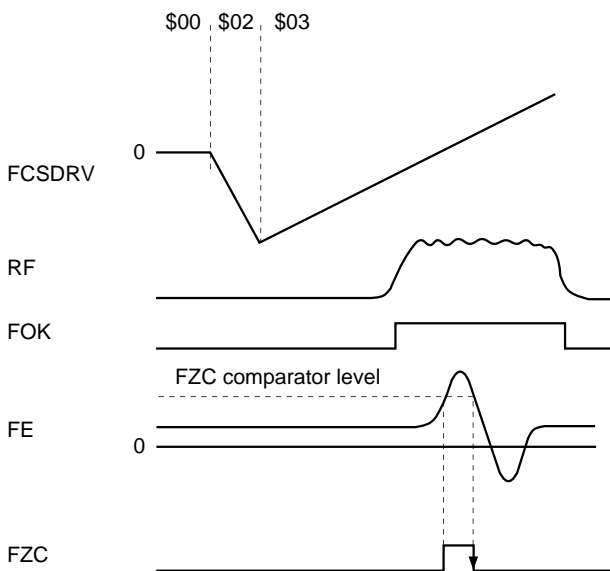 $00 $02 $03
0
FCSDRV
RF
FOK
FZC comparator level
FE
0
FZC